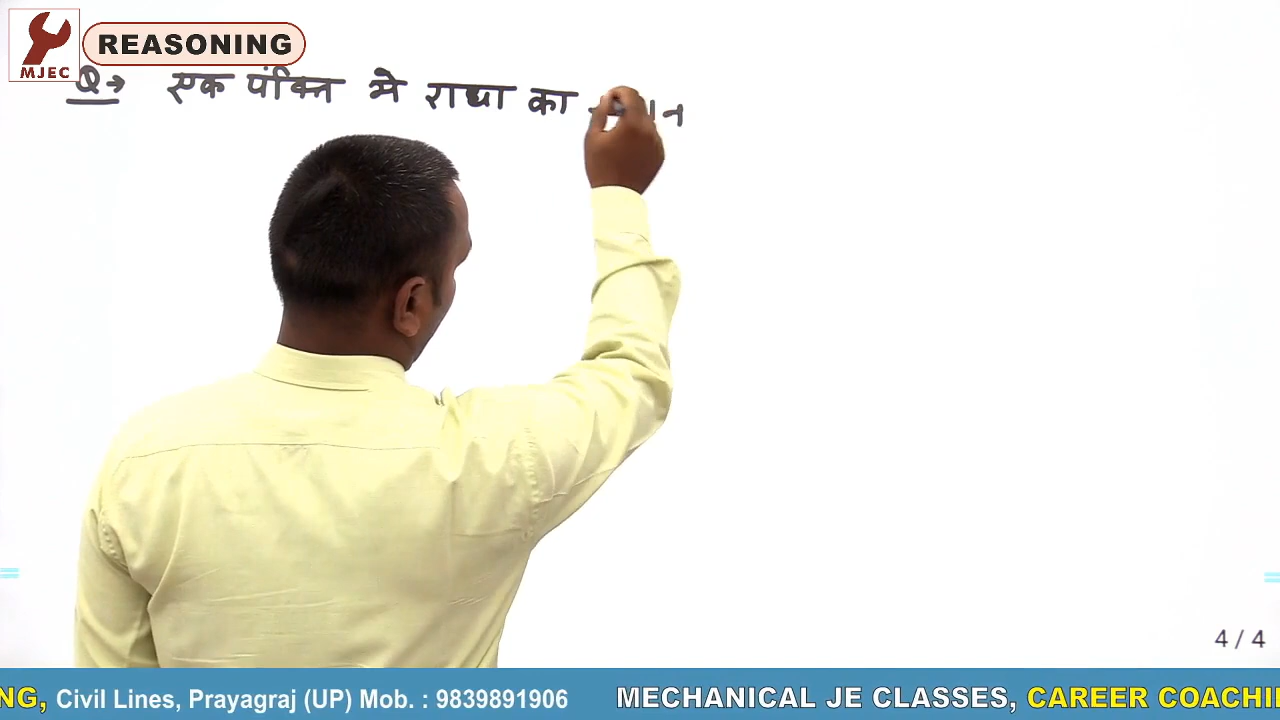 MJEC
REASONING
Q→ एक पंक्ति मे राधा का
4 / 4
NG, Civil Lines, Prayagraj (UP) Mob. : 9839891906 MECHANICAL JE CLASSES, CAREER COACHI